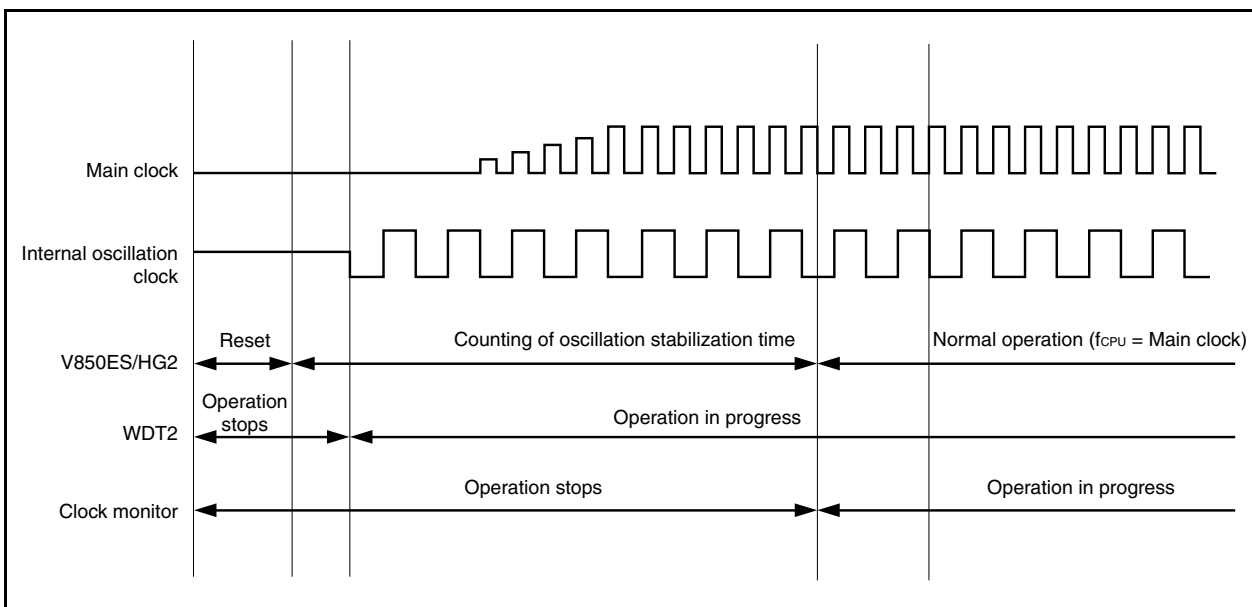 Main clock
Internal oscillation
clock
Reset
Counting of oscillation stabilization time
Normal operation (fCPU = Main clock)
V850ES/HG2
Operation
stops
Operation in progress
WDT2
Operation stops
Operation in progress
Clock monitor